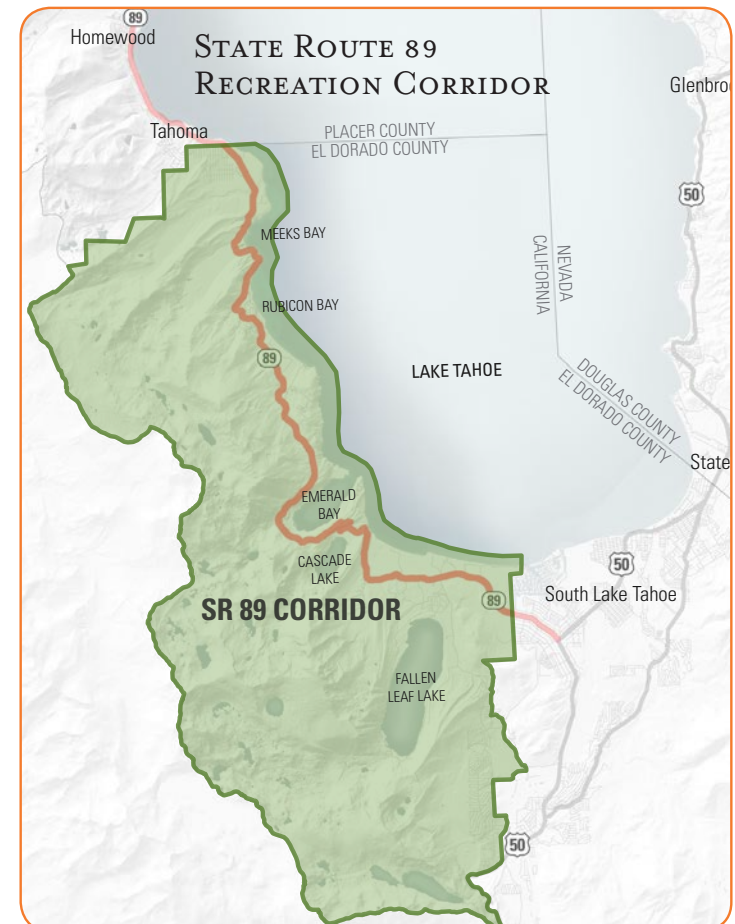 89
Homewood
STATE ROUTE 89
RECREATION CORRIDOR
Glenbro
Tahoma
PLACER COUNTY
EL DORADO COUNTY
50
MEEKS BAY
NEVADA
CALIFORNIA
RUBICON BAY
89
LAKE TAHOE
DOUGLAS COUNTY
EL DORADO COUNTY
State
EMERALD
BAY
CASCADE
LAKE
50
89
South Lake Tahoe
SR 89 CORRIDOR
FALLEN
LEAF LAKE
50